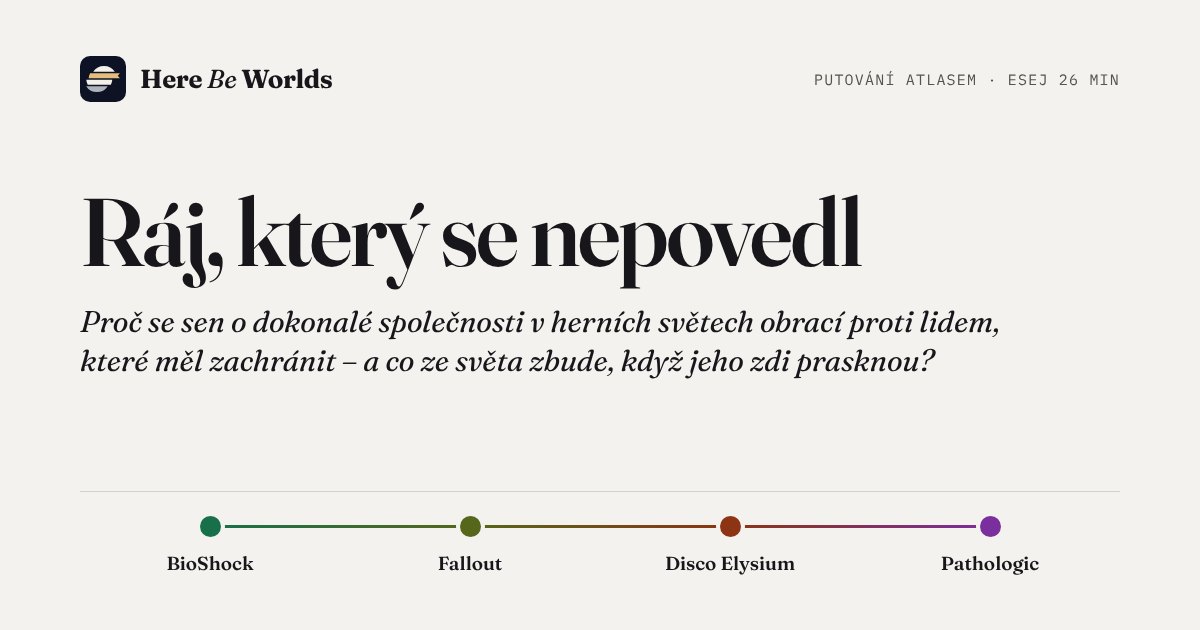 Here Be Worlds
PUTOVÁNÍ ATLASEM · ESEJ 26 MIN
Ráj, který se nepovedl
Proč se sen o dokonalé společnosti v herních světech obrací proti lidem,
které měl zachránit – a co ze světa zbude, když jeho zdi prasknou?
BioShock
Fallout
Disco Elysium
Pathologic